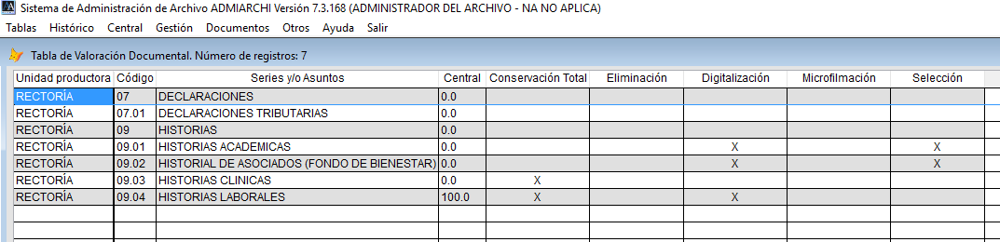 Sistema de Administración de Archivo ADMIARCHI Versión 7.3.168 (ADMINISTRADOR DEL ARCHIVO - NA NO APLICA)
Tablas Histórico Central Gestión Documentos Otros Ayuda Salir
Tabla de Valoración Documental. Número de registros: 7
Unidad productora Código Series y/o Asuntos Central Conservación Total Eliminación Digitalización Microfilmación Selección
RECTORÍA 07 DECLARACIONES 0.0
RECTORÍA 07.01 DECLARACIONES TRIBUTARIAS 0.0
RECTORÍA 09 HISTORIAS 0.0
RECTORÍA 09.01 HISTORIAS ACADEMICAS 0.0 X X
RECTORÍA 09.02 HISTORIAL DE ASOCIADOS (FONDO DE BIENESTAR) 0.0 X X
RECTORÍA 09.03 HISTORIAS CLINICAS 0.0 X
RECTORÍA 09.04 HISTORIAS LABORALES 100.0 X X